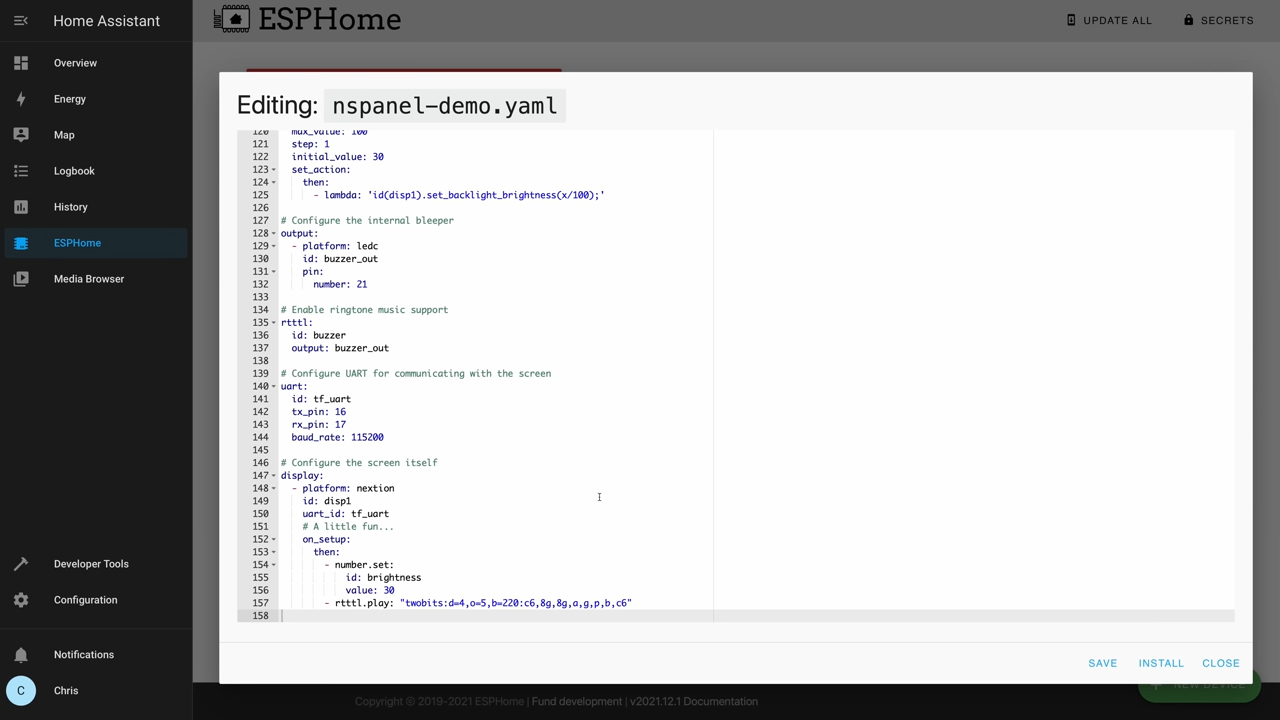 Home Assistant
ESPHome
UPDATE ALL
SECRETS
Overview
Energy
Map
Logbook
History
ESPHome
Media Browser
Developer Tools
Configuration
Notifications
C Chris
Editing: nspanel-demo.yaml
120 max_value: 100
121 step: 1
122 initial_value: 30
123 set_action:
124 then:
125 - lambda: 'id(disp1).set_backlight_brightness(x/100);'
126
127 # Configure the internal bleeper
128 output:
129 - platform: ledc
130 id: buzzer_out
131 pin:
132 number: 21
133
134 # Enable ringtone music support
135 rtttl:
136 id: buzzer
137 output: buzzer_out
138
139 # Configure UART for communicating with the screen
140 uart:
141 id: tf_uart
142 tx_pin: 16
143 rx_pin: 17
144 baud_rate: 115200
145
146 # Configure the screen itself
147 display:
148 - platform: nextion
149 id: disp1
150 uart_id: tf_uart
151 # A little fun...
152 on_setup:
153 then:
154 - number.set:
155 id: brightness
156 value: 30
157 - rtttl.play: "twobits:d=4,o=5,b=220:c6,8g,8g,a,g,p,b,c6"
158
SAVE
INSTALL
CLOSE
+ NEW DEVICE
Copyright © 2019-2021 ESPHome | Fund development | v2021.12.1 Documentation